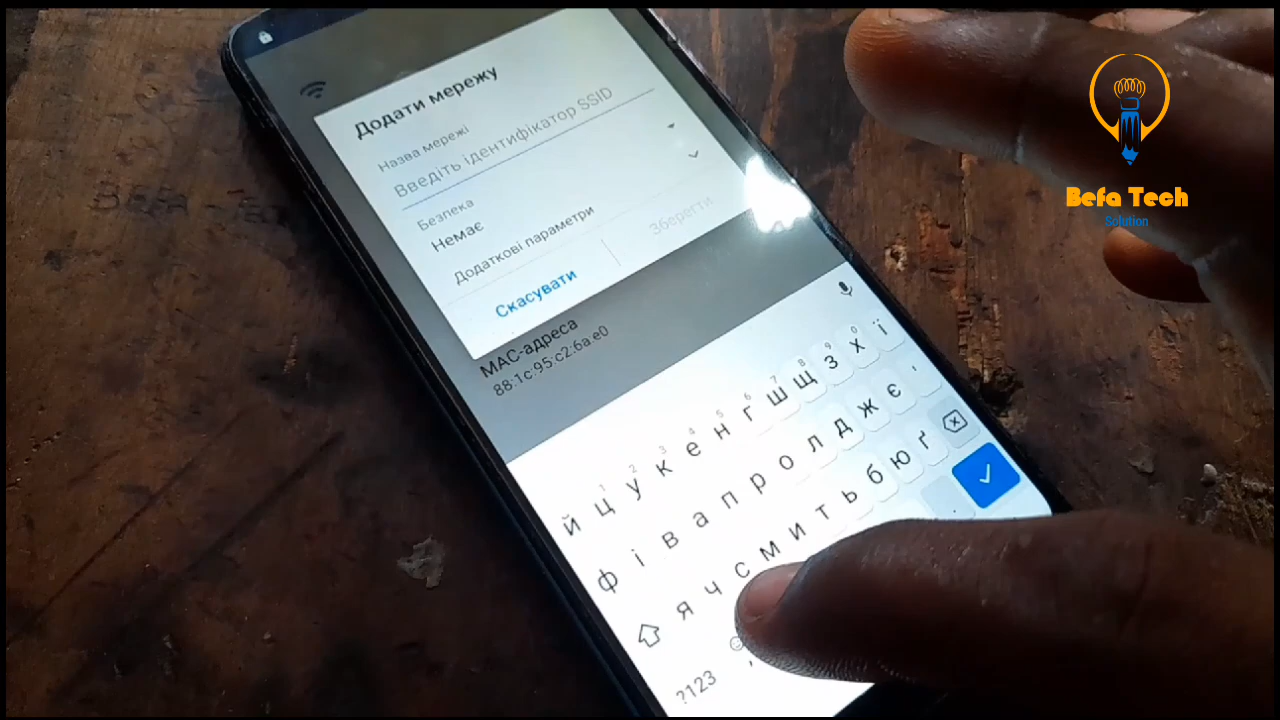 Додати мережу
Назва мережі
Введіть ідентифікатор SSID
Безпека
Немає
Додаткові параметри
Скасувати
Зберегти
MAC-адреса
88:1c:95:c2:6a:e0
1 2 3 4 5 6 7 8 9 0
й ц у к е н г ш щ з х ї
ф і в а п р о л д ж є '
я ч с м и т ь б ю ґ
?123 , .
Befa Tech
Solution